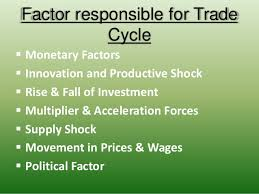 Factor responsible for Trade
Cycle
▪ Monetary Factors
▪ Innovation and Productive Shock
▪ Rise & Fall of Investment
▪ Multiplier & Acceleration Forces
▪ Supply Shock
▪ Movement in Prices & Wages
▪ Political Factor